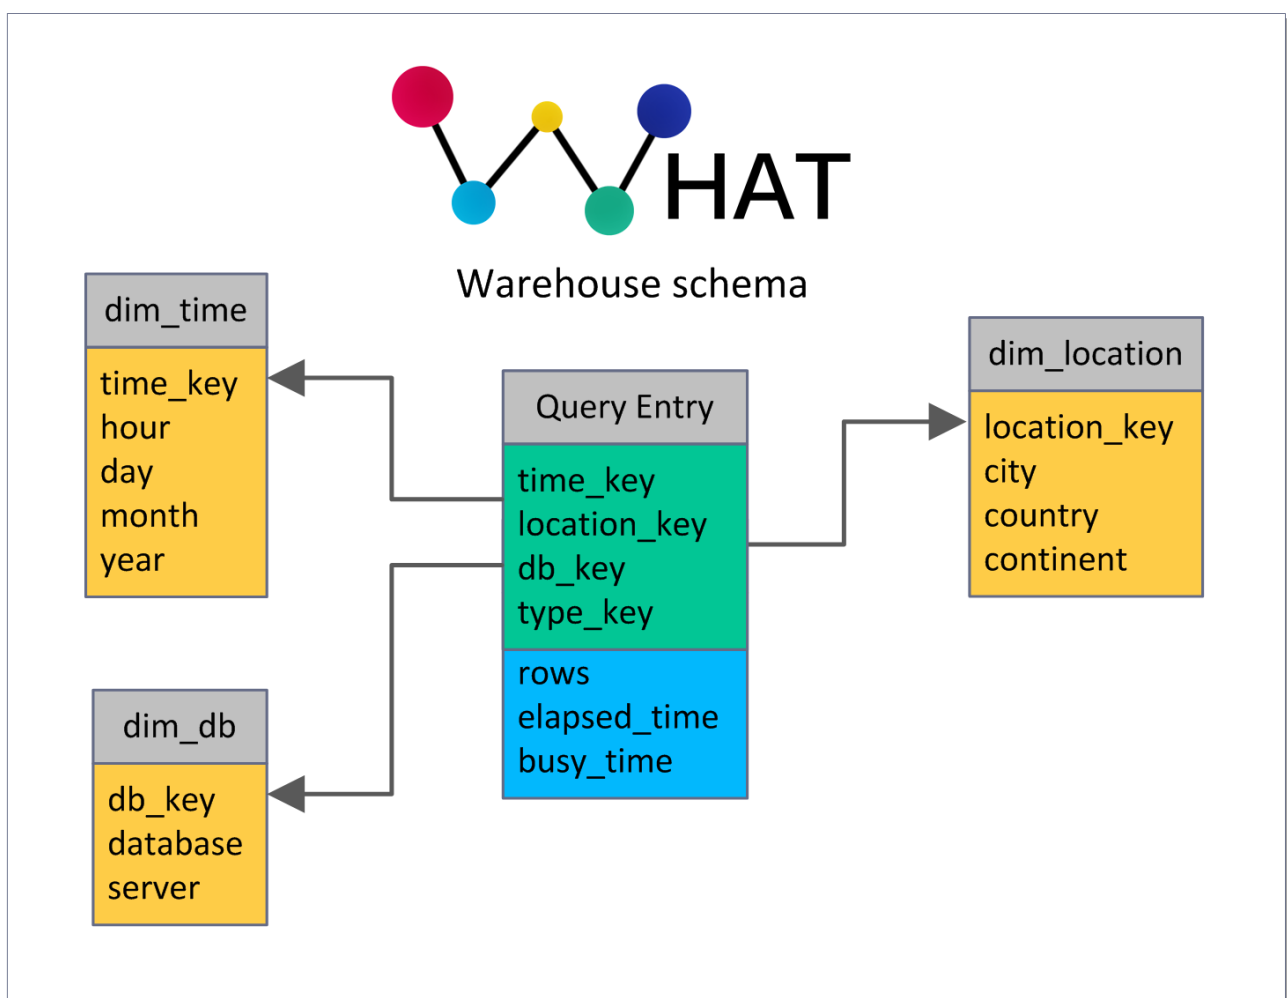 WHAT
Warehouse schema
dim_time
time_key
hour
day
month
year
Query Entry
time_key
location_key
db_key
type_key
rows
elapsed_time
busy_time
dim_location
location_key
city
country
continent
dim_db
db_key
database
server